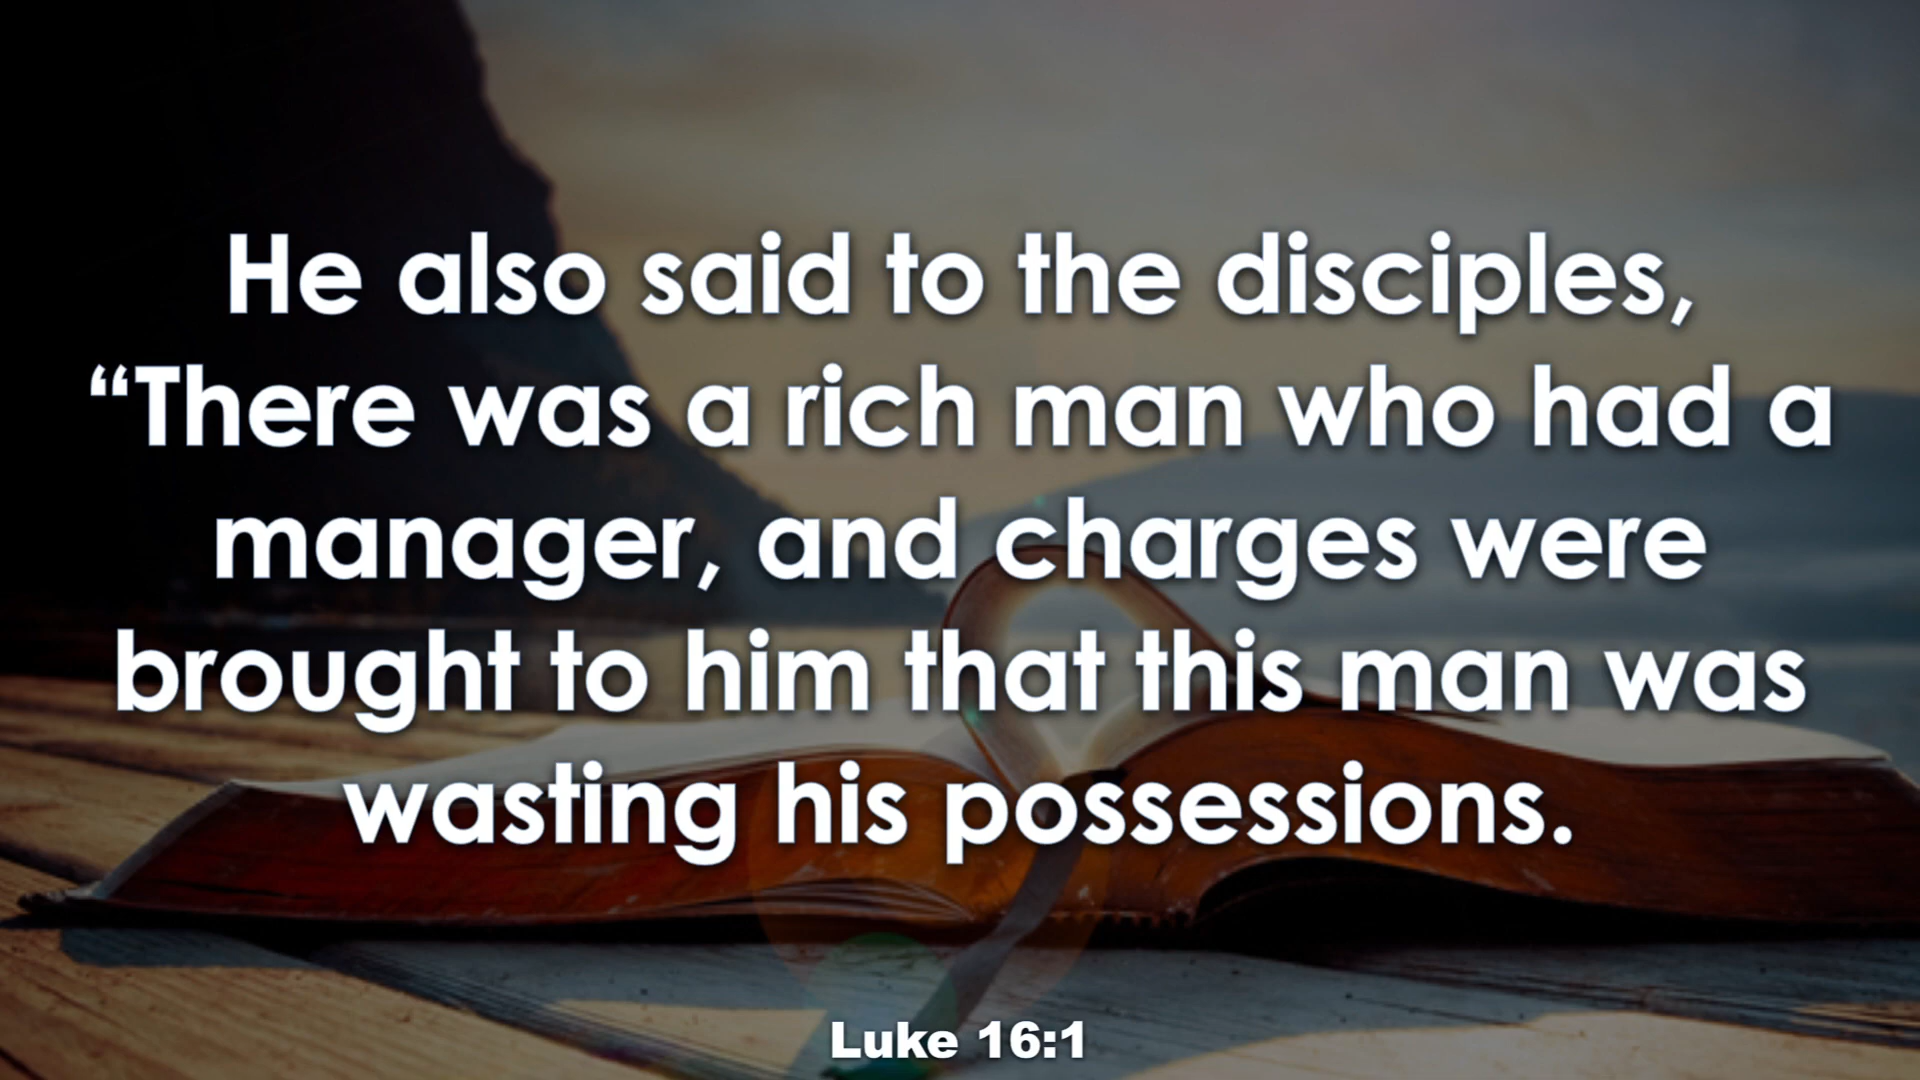 He also said to the disciples,
“There was a rich man who had a
manager, and charges were
brought to him that this man was
wasting his possessions.
Luke 16:1